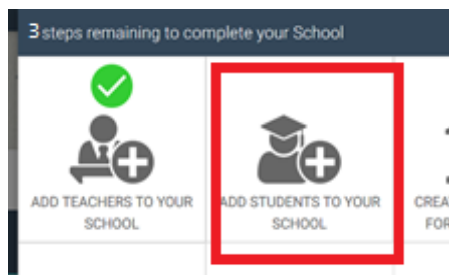 3 steps remaining to complete your School
ADD TEACHERS TO YOUR
SCHOOL
ADD STUDENTS TO YOUR
SCHOOL